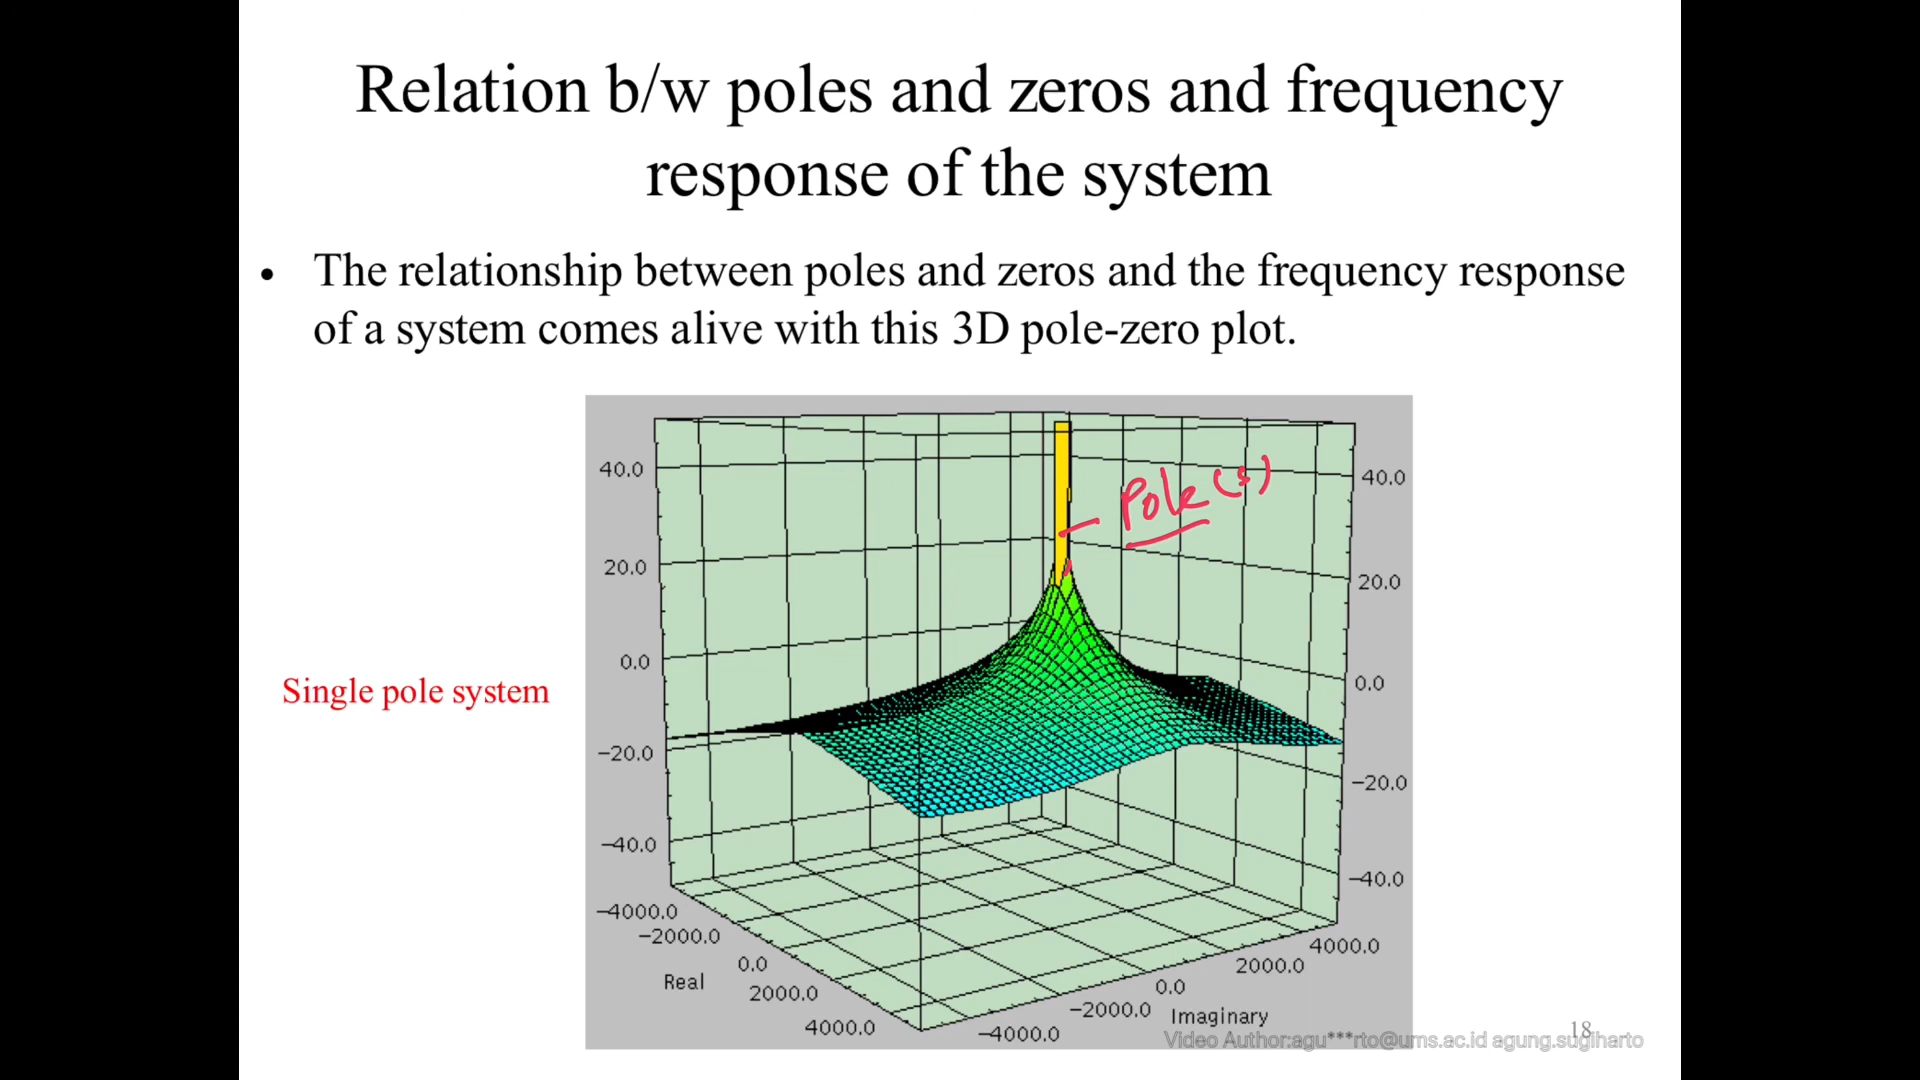 Relation b/w poles and zeros and frequency
response of the system
• The relationship between poles and zeros and the frequency response
of a system comes alive with this 3D pole-zero plot.
40.0
40.0
Pole(s)
20.0
20.0
0.0
0.0
Single pole system
−20.0
−20.0
−40.0
−40.0
−4000.0
−2000.0
0.0
2000.0
4000.0
Real
4000.0
2000.0
0.0
−2000.0
−4000.0
Imaginary
18
Video Author:agu***rto@ums.ac.id agung.sugiharto